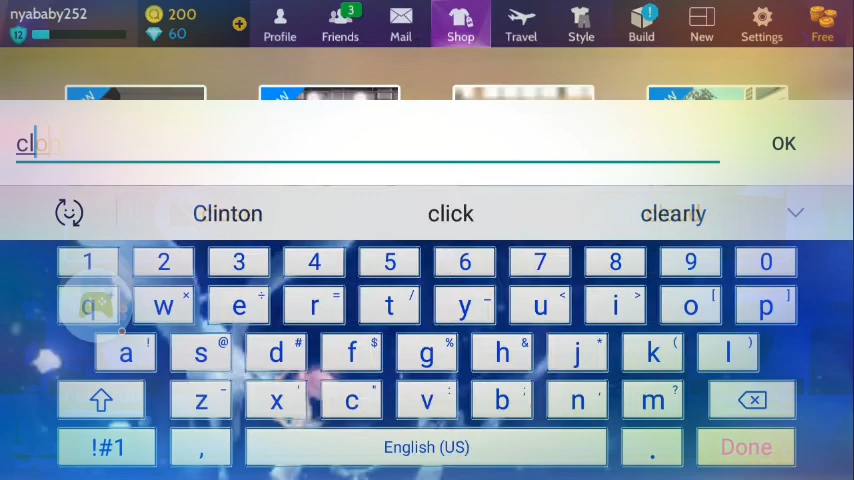 nyababy252
12
200
60
Profile
3
Friends
Mail
Shop
Travel
Style
!
Build
New
Settings
Free
cl
OK
Clinton click clearly
1 2 3 4 5 6 7 8 9 0
q w × e ÷ r = t / y _ u < i > o [ p ]
a ! s @ d # f $ g % h & j * k ( l )
z - x ' c " v : b ; n , m ?
!#1 , English (US) . Done